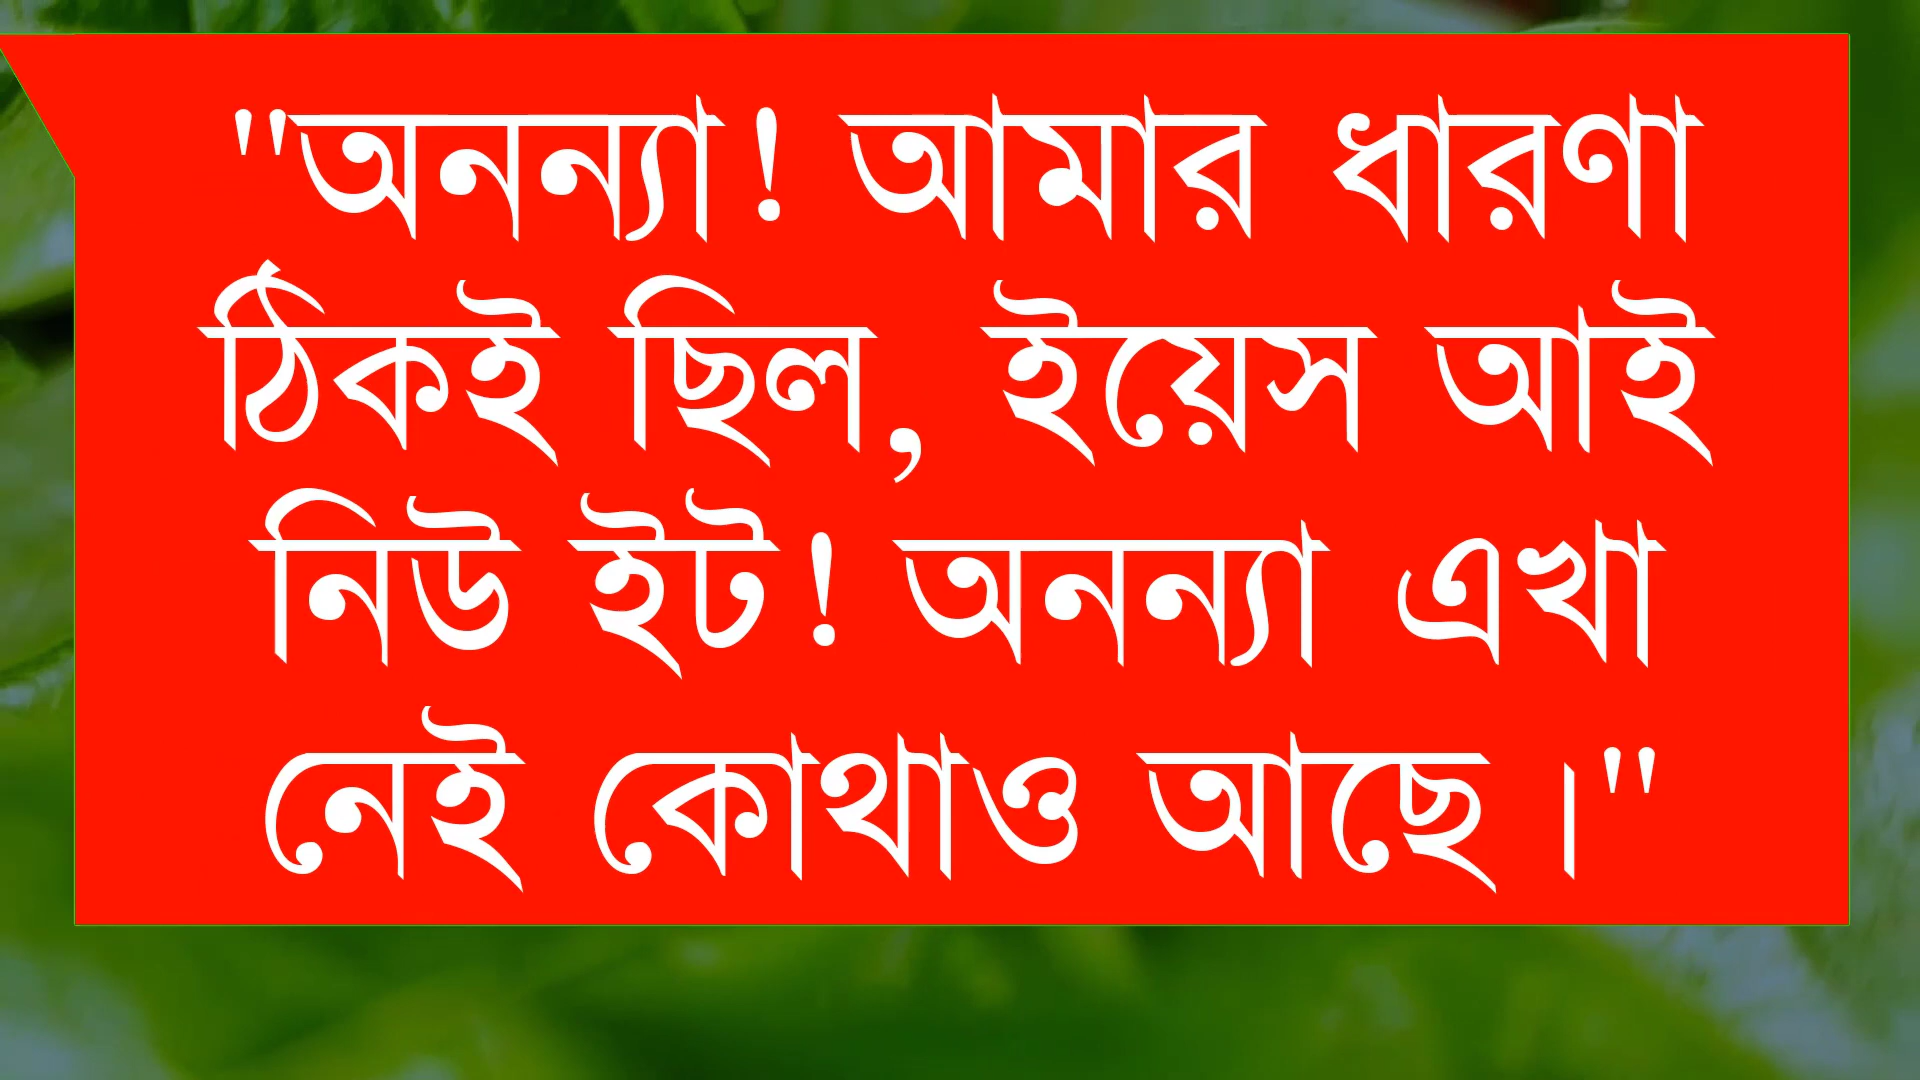 "অনন্যা! আমার ধারণা
ঠিকই ছিল, ইয়েস আই
নিউ ইট! অনন্যা এখা
নেই কোথাও আছে।"